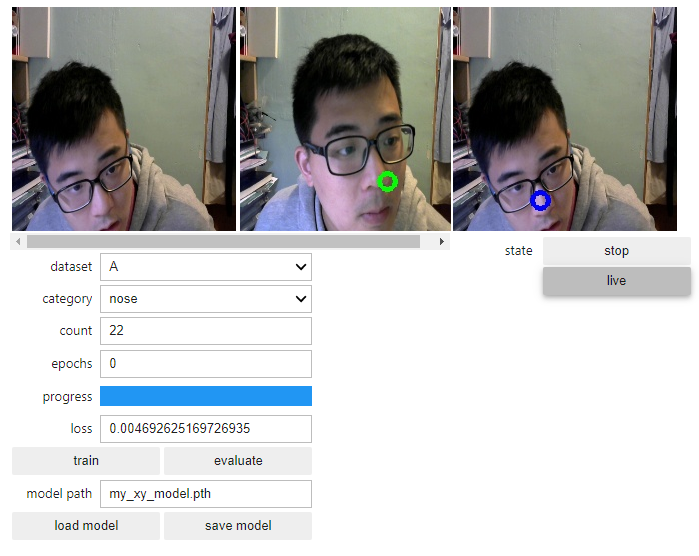 state stop
live
dataset A
category nose
count 22
epochs 0
progress
loss 0.004692625169726935
train evaluate
model path my_xy_model.pth
load model save model